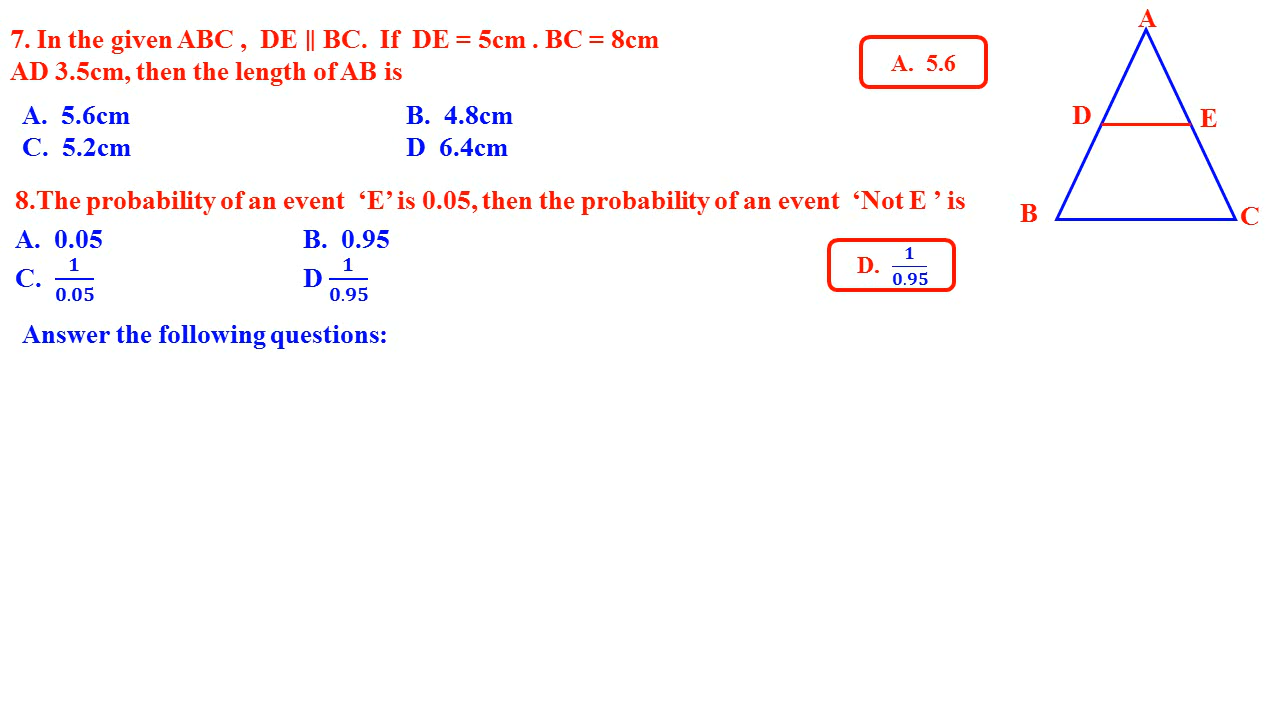 7. In the given ABC ,  DE || BC.  If  DE = 5cm . BC = 8cm
AD 3.5cm, then the length of AB is
A.  5.6
A.  5.6cm B.  4.8cm
C.  5.2cm D  6.4cm
A
D E
B C
8.The probability of an event  ‘E’ is 0.05, then the probability of an event  ‘Not E ’ is
A.  0.05 B.  0.95
C.  1/0.05 D 1/0.95
D.  1/0.95
Answer the following questions: